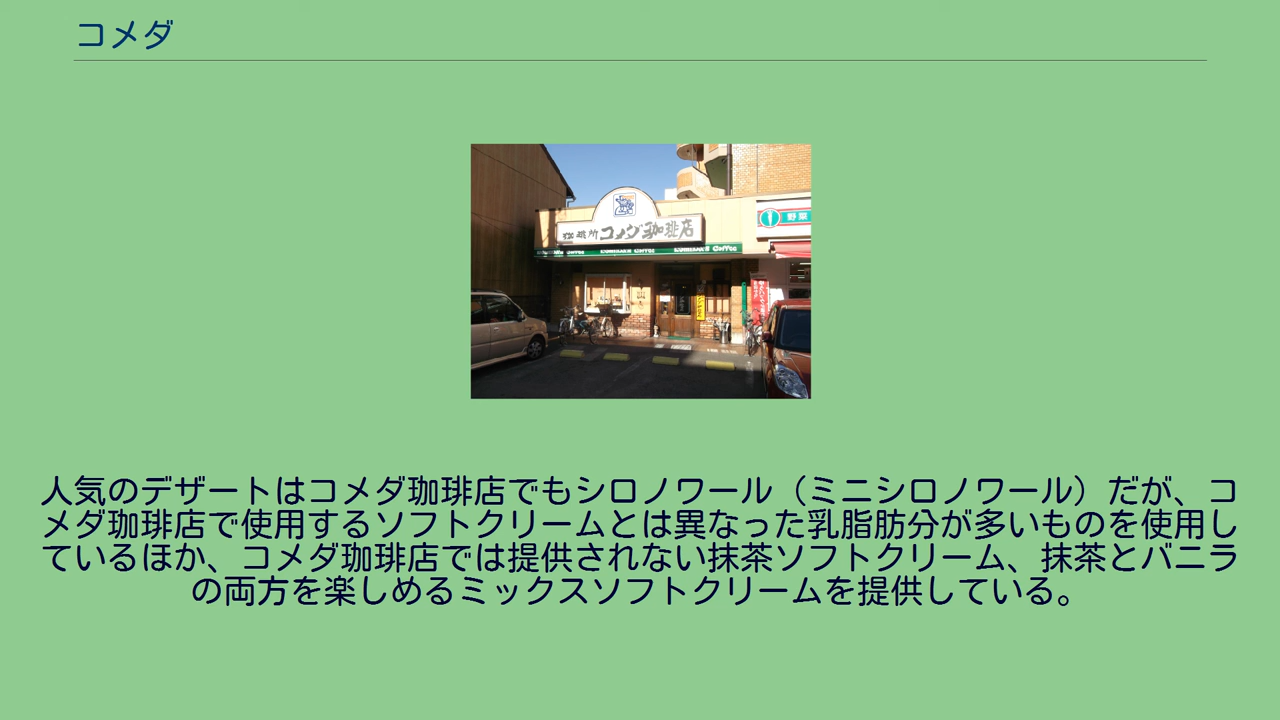 コメダ
珈琲所 コメダ珈琲店
Komeda's Coffee
野菜
人気のデザートはコメダ珈琲店でもシロノワール（ミニシロノワール）だが、コ
メダ珈琲店で使用するソフトクリームとは異なった乳脂肪分が多いものを使用し
ているほか、コメダ珈琲店では提供されない抹茶ソフトクリーム、抹茶とバニラ
の両方を楽しめるミックスソフトクリームを提供している。